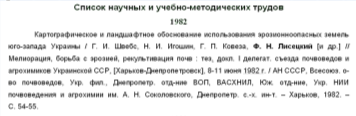 Список научных и учебно-методических трудов
1982
Картографическое и ландшафтное обоснование использования эрозионноопасных земель
юго-запада Украины / Г. И. Швебс, Н. И. Игошин, Г. П. Ковеза, Ф. Н. Лисецкий [и др.] //
Мелиорация, борьба с эрозией, рекультивация почв : тез. докл. I делегат. съезда почвоведов и
агрохимиков Украинской ССР, [Харьков-Днепропетровск], 8-11 июня 1982 г. / АН СССР, Всесоюз. о-
во почвоведов, Укр. фил., Днепропетр. отд-ние ВОП, ВАСХНИЛ, Юж. отд-ние, Укр. НИИ
почвоведения и агрохимии им. А. Н. Соколовского, Днепропетр. с.-х. ин-т. – Харьков, 1982. –
С. 54-55.